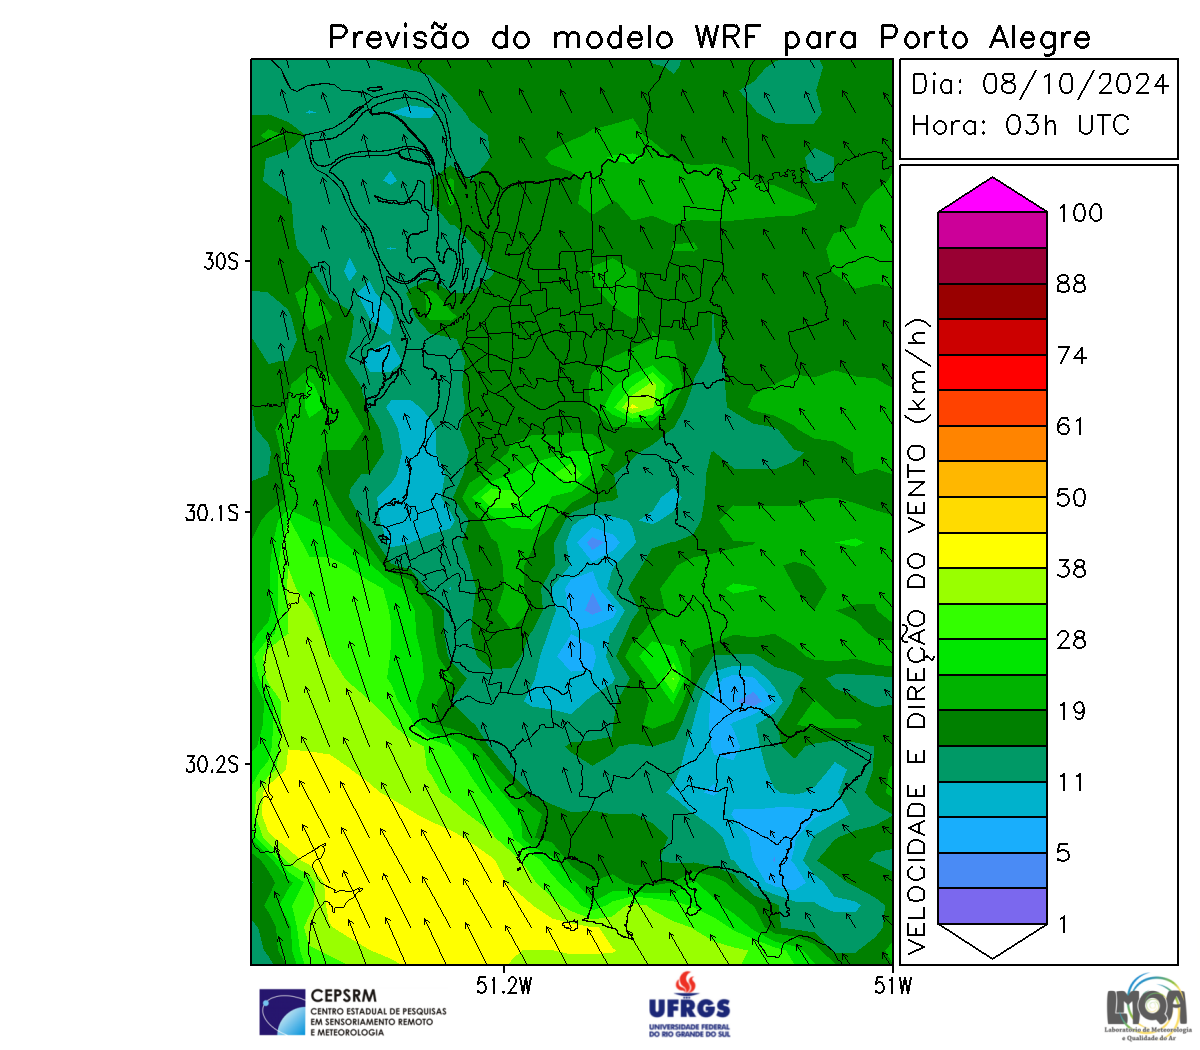 Previsão do modelo WRF para Porto Alegre
Dia: 08/10/2024
Hora: 03h UTC
30S
30.1S
30.2S
51.2W
51W
VELOCIDADE E DIREÇÃO DO VENTO (km/h)
100
88
74
61
50
38
28
19
11
5
1
CEPSRM
CENTRO ESTADUAL DE PESQUISAS
EM SENSORIAMENTO REMOTO
E METEOROLOGIA
UFRGS
UNIVERSIDADE FEDERAL
DO RIO GRANDE DO SUL
LMQA
Laboratório de Meteorologia
e Qualidade do Ar